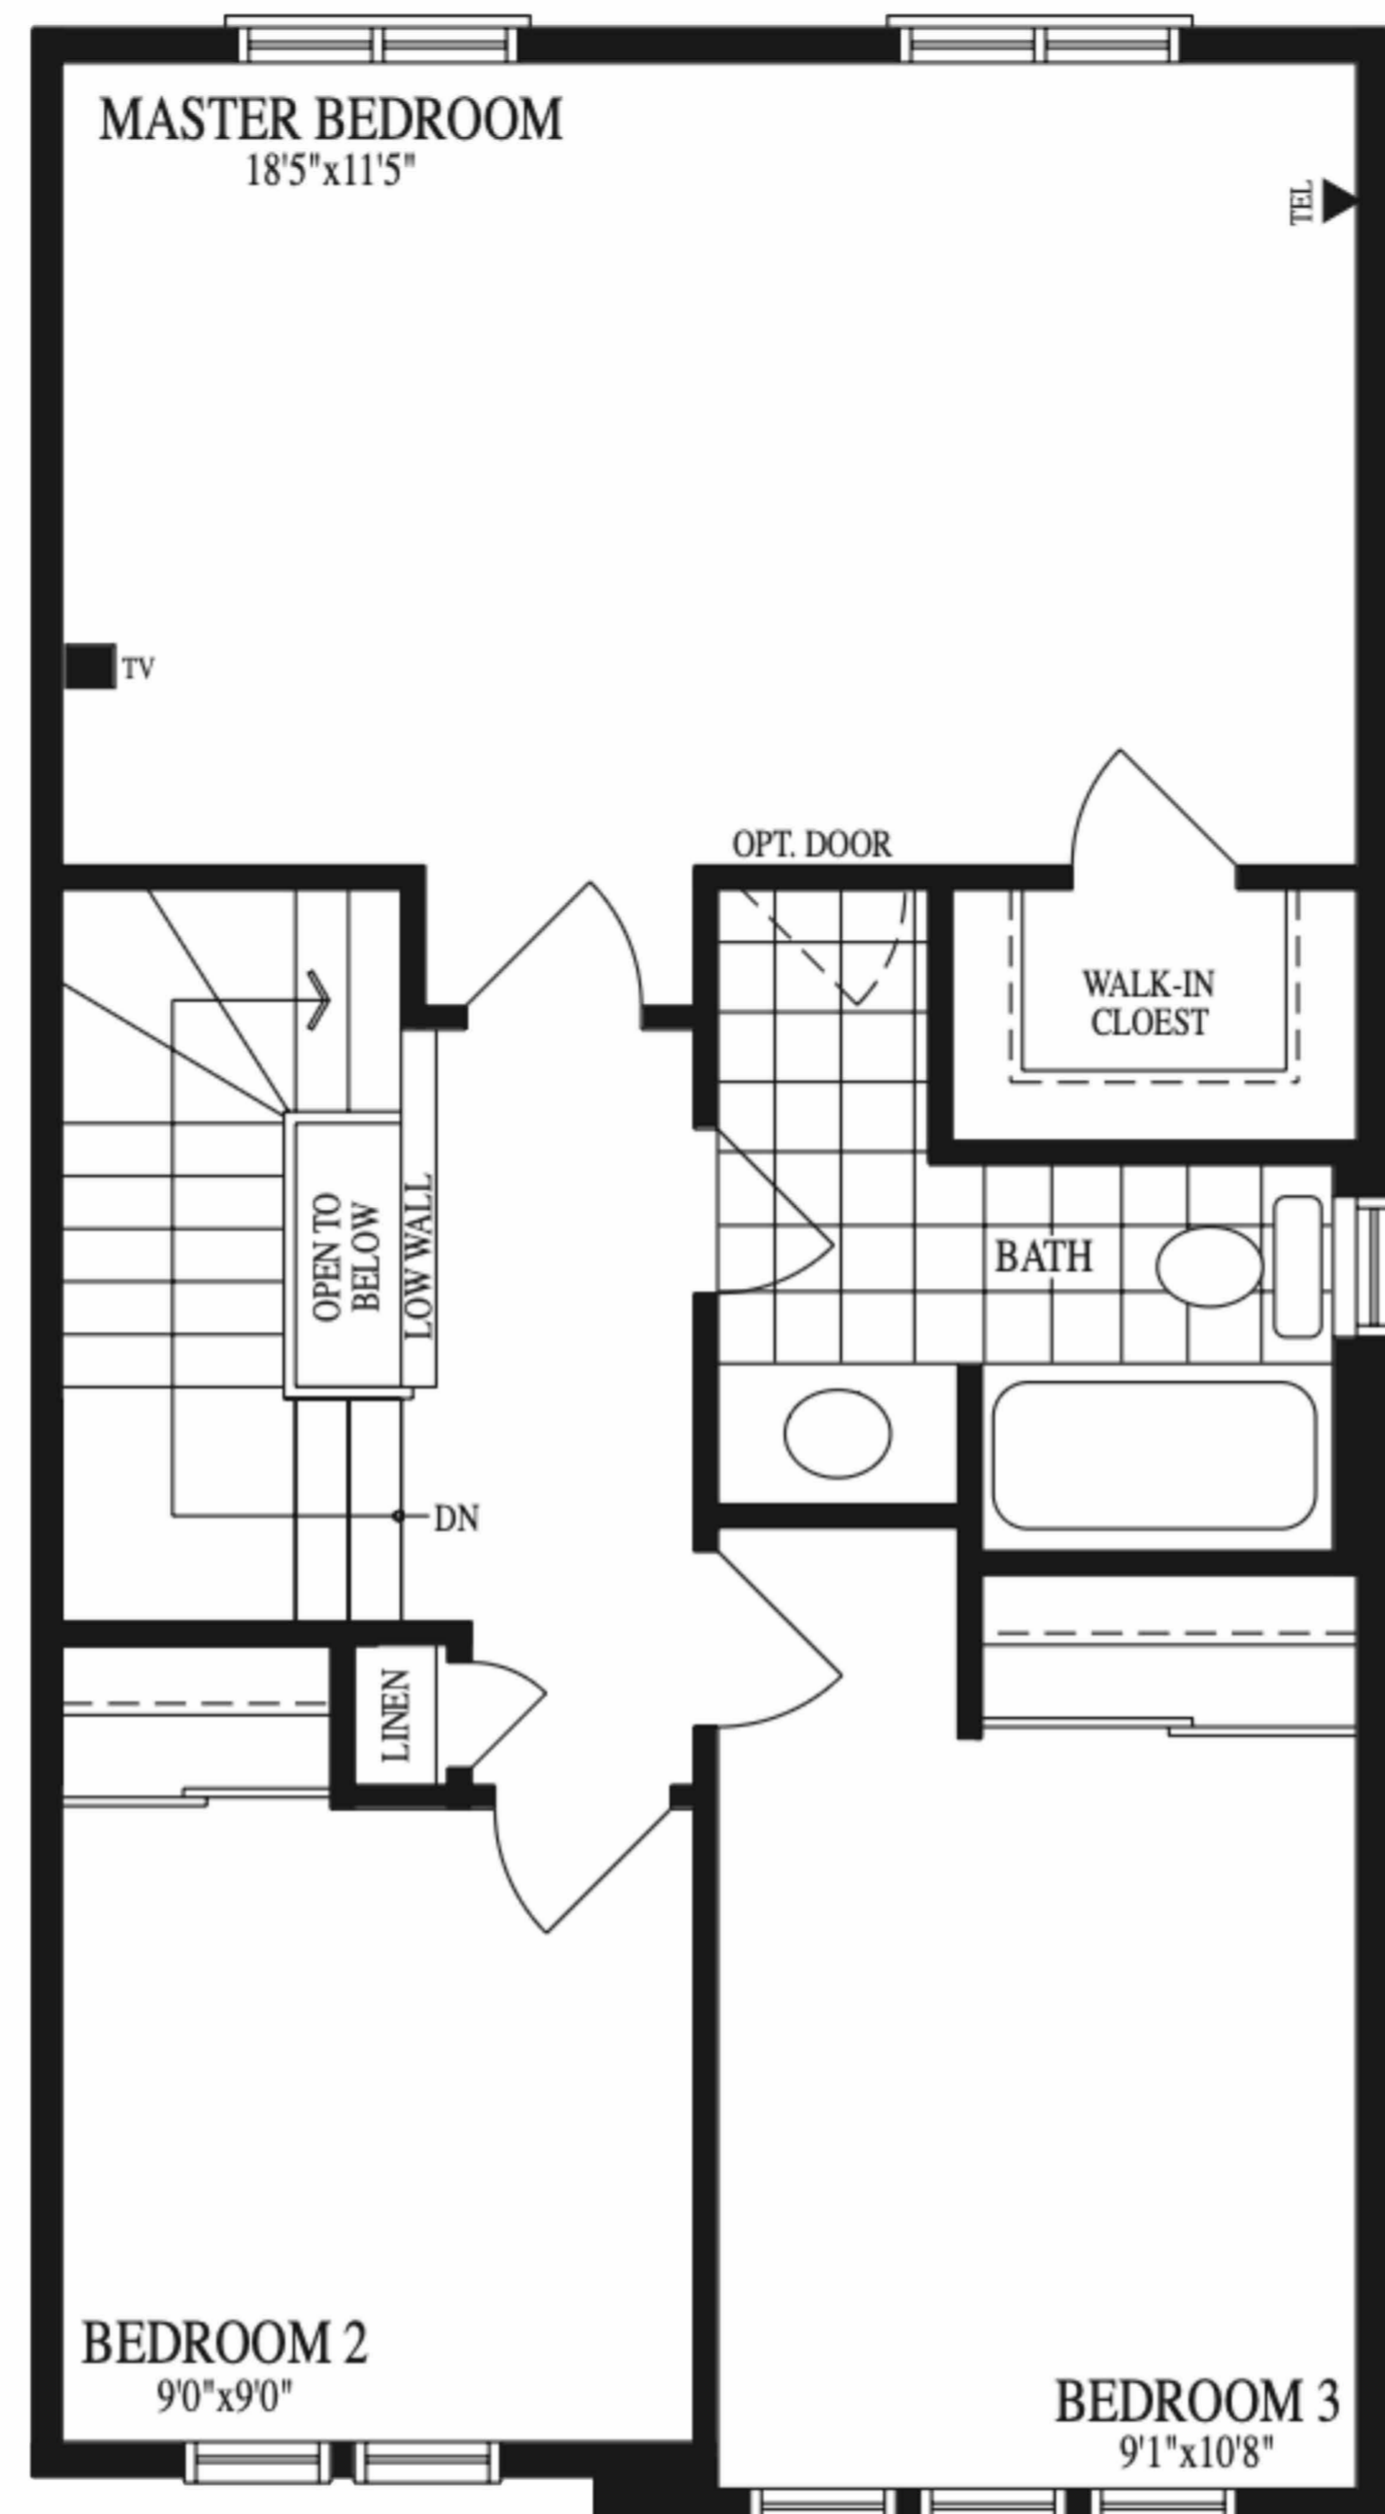 MASTER BEDROOM
18'5"x11'5"
TEL
TV
OPT. DOOR
WALK-IN
CLOEST
OPEN TO
BELOW
LOW WALL
BATH
DN
LINEN
BEDROOM 2
9'0"x9'0"
BEDROOM 3
9'1"x10'8"